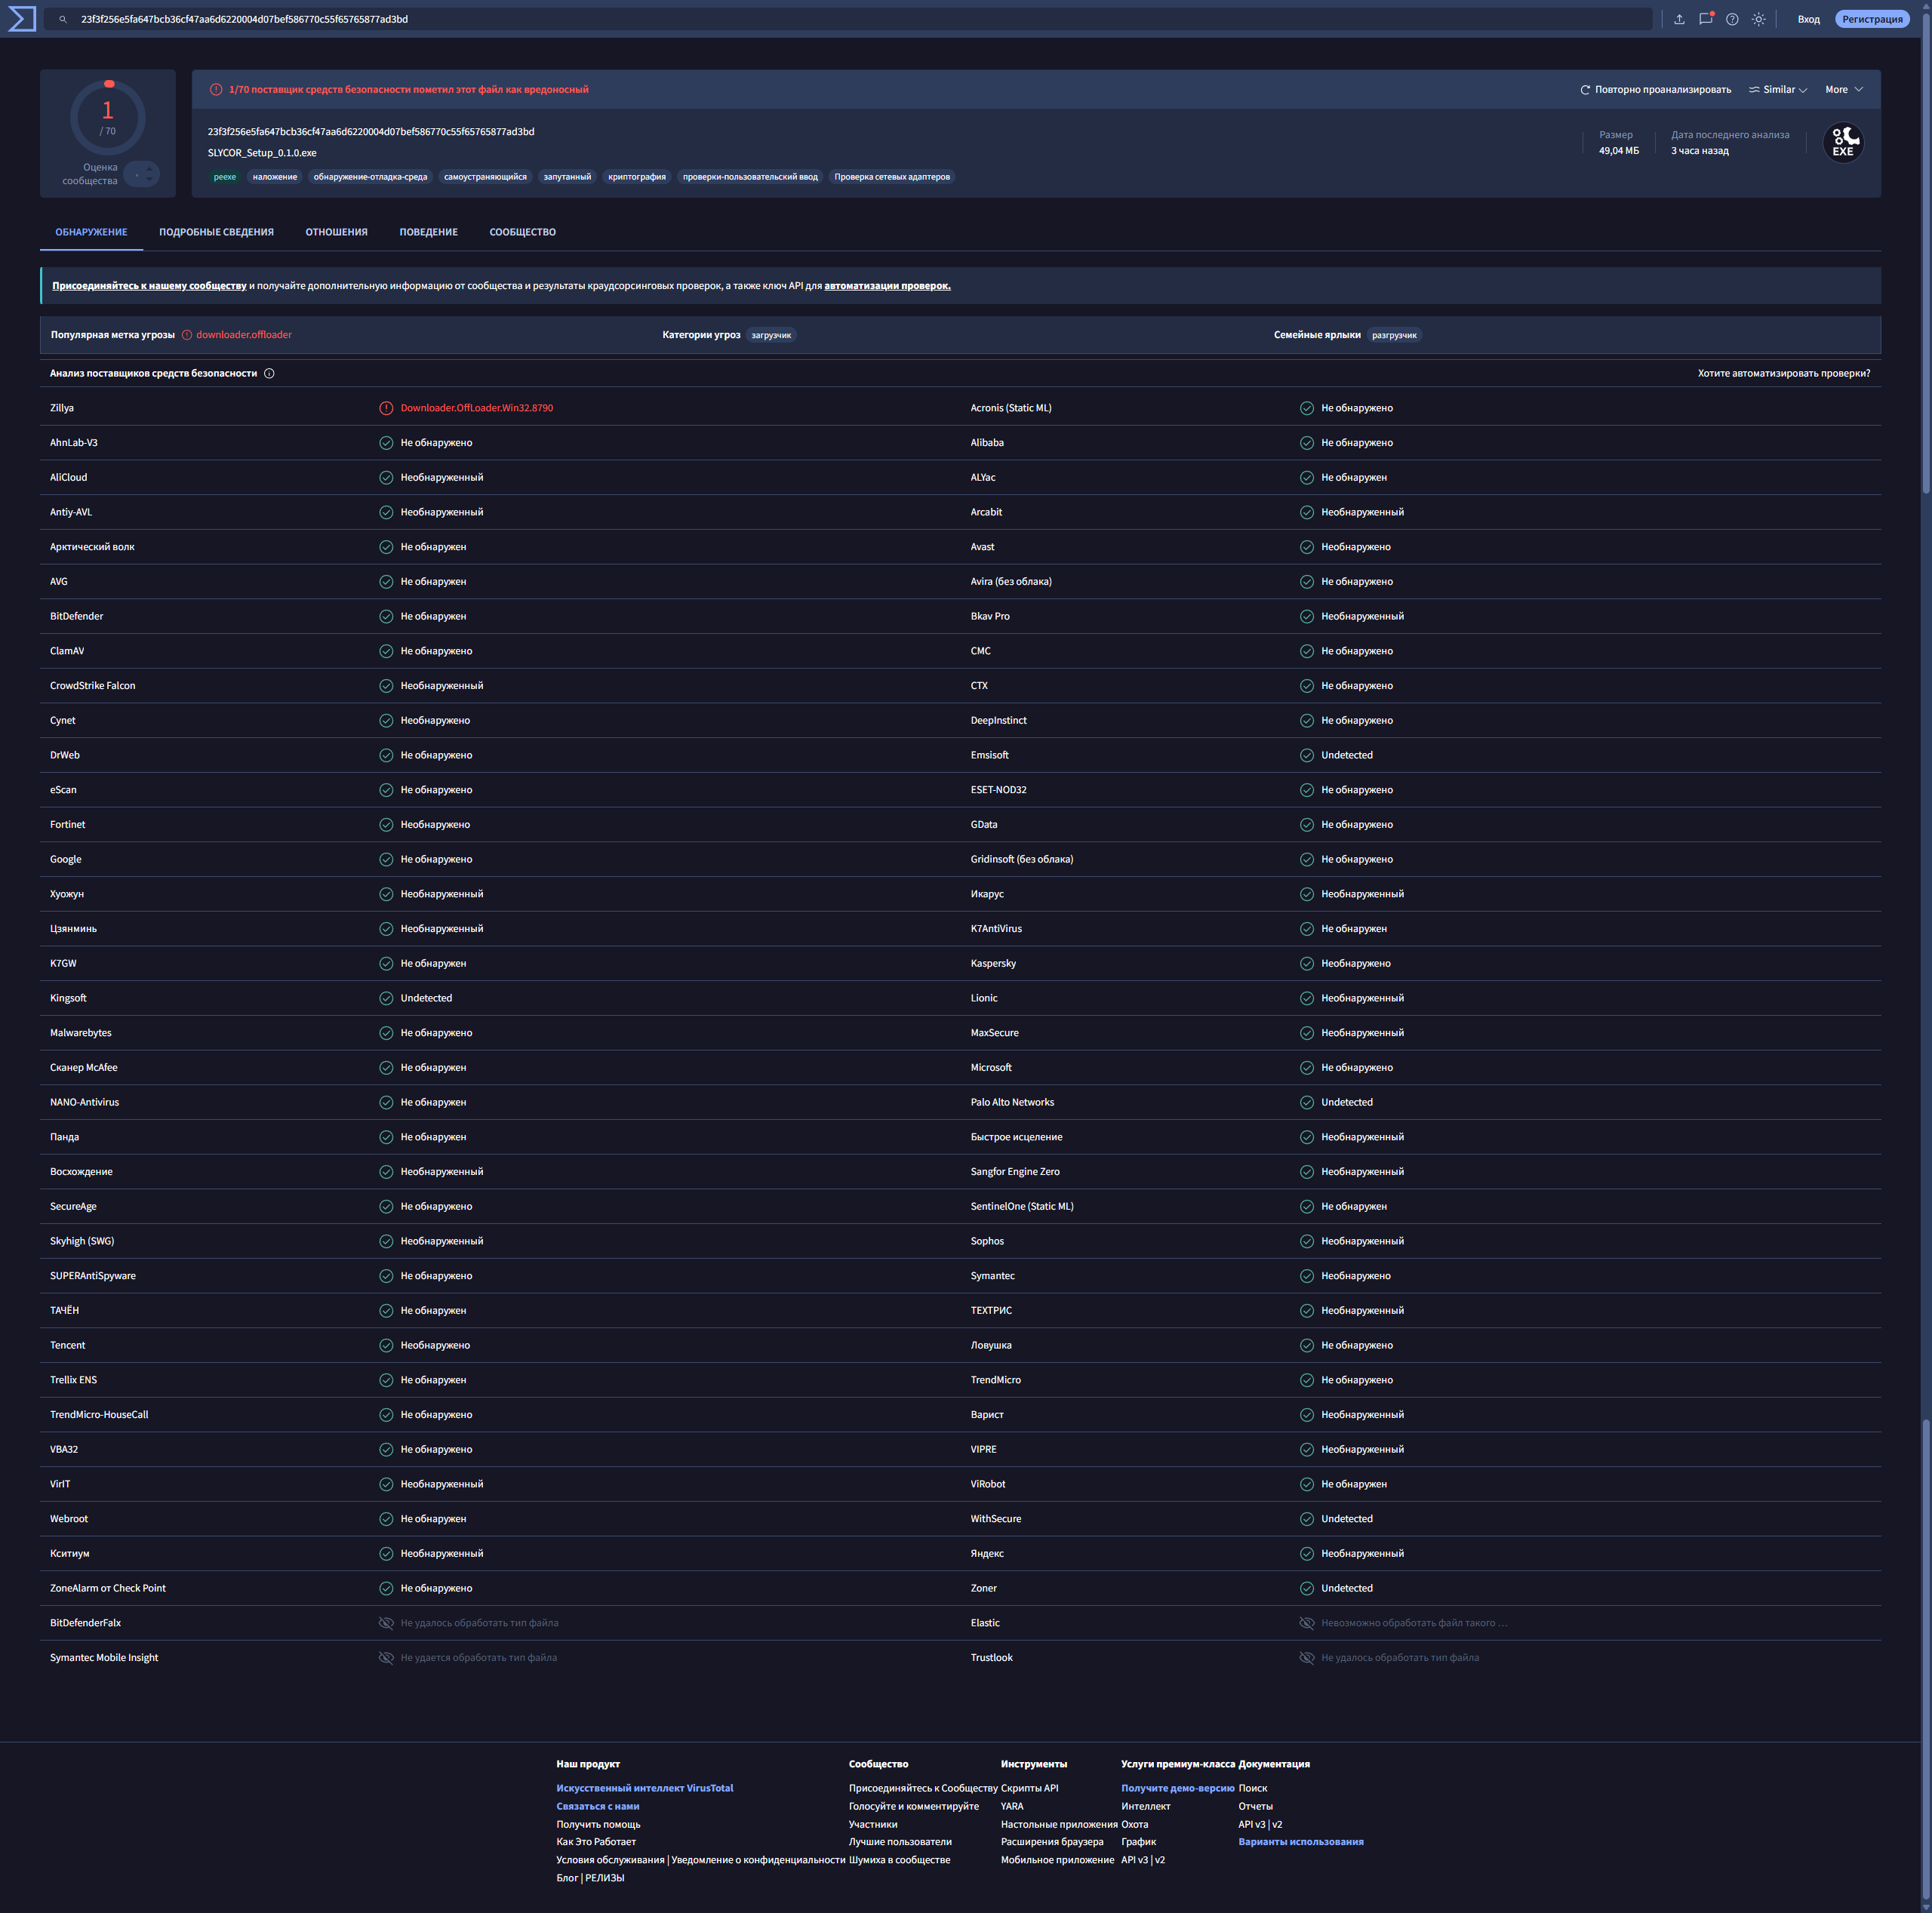 23f3f256e5fa647bcb36cf47aa6d6220004d07bef586770c55f65765877ad3bd
Вход
Регистрация
1
/ 70
Оценка сообщества
1/70 поставщик средств безопасности пометил этот файл как вредоносный
Повторно проанализировать
Similar
More
23f3f256e5fa647bcb36cf47aa6d6220004d07bef586770c55f65765877ad3bd
SLYCOR_Setup_0.1.0.exe
peexe наложение обнаружение-отладка-среда самоустраняющийся запутанный криптография проверки-пользовательский ввод Проверка сетевых адаптеров
Размер
49,04 МБ
Дата последнего анализа
3 часа назад
EXE
ОБНАРУЖЕНИЕ ПОДРОБНЫЕ СВЕДЕНИЯ ОТНОШЕНИЯ ПОВЕДЕНИЕ СООБЩЕСТВО
Присоединяйтесь к нашему сообществу и получайте дополнительную информацию от сообщества и результаты краудсорсинговых проверок, а также ключ API для автоматизации проверок.
Популярная метка угрозы downloader.offloader Категории угроз загрузчик Семейные ярлыки разгрузчик
Анализ поставщиков средств безопасности Хотите автоматизировать проверки?
Zillya Downloader.OffLoader.Win32.8790 Acronis (Static ML) Не обнаружено
AhnLab-V3 Не обнаружено Alibaba Не обнаружено
AliCloud Необнаруженный ALYac Не обнаружен
Antiy-AVL Необнаруженный Arcabit Необнаруженный
Арктический волк Не обнаружен Avast Необнаружено
AVG Не обнаружен Avira (без облака) Не обнаружено
BitDefender Не обнаружен Bkav Pro Необнаруженный
ClamAV Не обнаружено CMC Не обнаружено
CrowdStrike Falcon Необнаруженный CTX Не обнаружено
Cynet Необнаружено DeepInstinct Не обнаружено
DrWeb Не обнаружено Emsisoft Undetected
eScan Не обнаружено ESET-NOD32 Не обнаружено
Fortinet Необнаружено GData Не обнаружено
Google Не обнаружено Gridinsoft (без облака) Не обнаружено
Хуожун Необнаруженный Икарус Необнаруженный
Цзянминь Необнаруженный K7AntiVirus Не обнаружен
K7GW Не обнаружен Kaspersky Необнаружено
Kingsoft Undetected Lionic Необнаруженный
Malwarebytes Не обнаружено MaxSecure Необнаруженный
Сканер McAfee Не обнаружен Microsoft Не обнаружено
NANO-Antivirus Не обнаружен Palo Alto Networks Undetected
Панда Не обнаружен Быстрое исцеление Необнаруженный
Восхождение Необнаруженный Sangfor Engine Zero Необнаруженный
SecureAge Не обнаружено SentinelOne (Static ML) Не обнаружен
Skyhigh (SWG) Необнаруженный Sophos Необнаруженный
SUPERAntiSpyware Не обнаружено Symantec Необнаружено
ТАЧЁН Не обнаружен ТЕХТРИС Необнаруженный
Tencent Необнаружено Ловушка Не обнаружено
Trellix ENS Не обнаружен TrendMicro Не обнаружено
TrendMicro-HouseCall Не обнаружено Варист Необнаруженный
VBA32 Не обнаружено VIPRE Необнаруженный
VirIT Необнаруженный ViRobot Не обнаружен
Webroot Не обнаружен WithSecure Undetected
Кситиум Необнаруженный Яндекс Необнаруженный
ZoneAlarm от Check Point Не обнаружено Zoner Undetected
BitDefenderFalx Не удалось обработать тип файла Elastic Невозможно обработать файл такого …
Symantec Mobile Insight Не удается обработать тип файла Trustlook Не удалось обработать тип файла
Наш продукт Сообщество Инструменты Услуги премиум-класса Документация
Искусственный интеллект VirusTotal Присоединяйтесь к Сообществу Скрипты API Получите демо-версию Поиск
Связаться с нами Голосуйте и комментируйте YARA Интеллект Отчеты
Получить помощь Участники Настольные приложения Охота API v3 | v2
Как Это Работает Лучшие пользователи Расширения браузера График Варианты использования
Условия обслуживания | Уведомление о конфиденциальности Шумиха в сообществе Мобильное приложение API v3 | v2
Блог | РЕЛИЗЫ